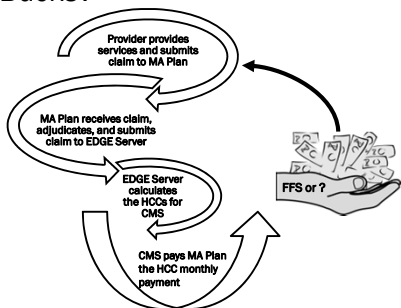 Provider provides
services and submits
claim to MA Plan
MA Plan receives claim,
adjudicates, and submits
claim to EDGE Server
EDGE Server
calculates
the HCCs for
CMS
FFS or ?
CMS pays MA Plan
the HCC monthly
payment